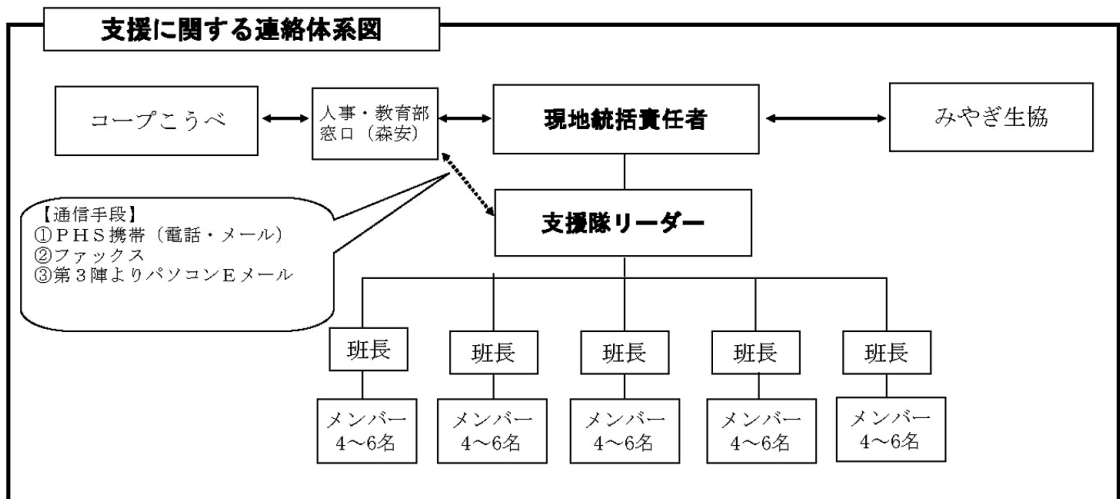 支援に関する連絡体系図
コープこうべ
人事・教育部
窓口（森安）
現地統括責任者
みやぎ生協
支援隊リーダー
【通信手段】
①ＰＨＳ携帯（電話・メール）
②ファックス
③第３陣よりパソコンＥメール
班長
班長
班長
班長
班長
メンバー
4～6名
メンバー
4～6名
メンバー
4～6名
メンバー
4～6名
メンバー
4～6名